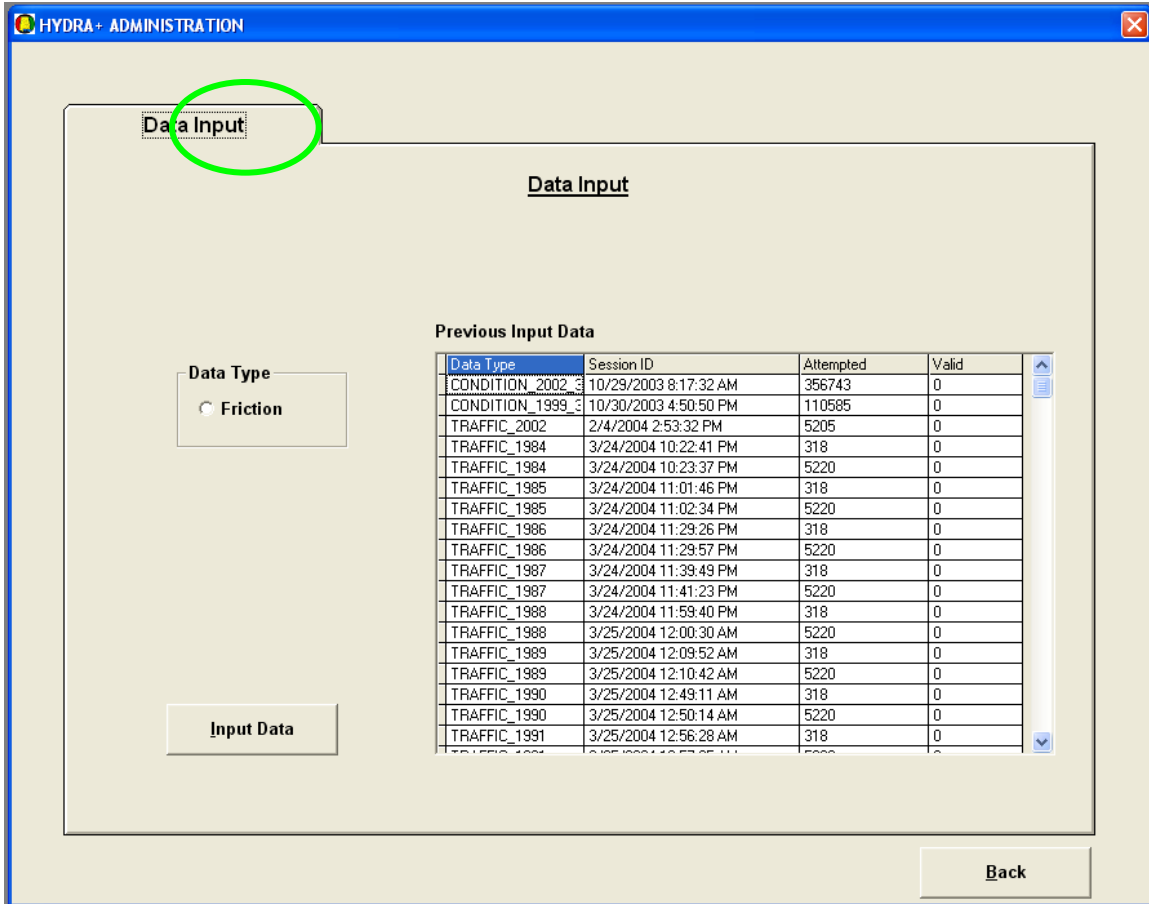 HYDRA+ ADMINISTRATION
Data Input
Data Input
Previous Input Data
Data Type
Friction
Data Type Session ID Attempted Valid
CONDITION_2002_3 10/29/2003 8:17:32 AM 356743 0
CONDITION_1999_3 10/30/2003 4:50:50 PM 110585 0
TRAFFIC_2002 2/4/2004 2:53:32 PM 5205 0
TRAFFIC_1984 3/24/2004 10:22:41 PM 318 0
TRAFFIC_1984 3/24/2004 10:23:37 PM 5220 0
TRAFFIC_1985 3/24/2004 11:01:46 PM 318 0
TRAFFIC_1985 3/24/2004 11:02:34 PM 5220 0
TRAFFIC_1986 3/24/2004 11:29:26 PM 318 0
TRAFFIC_1986 3/24/2004 11:29:57 PM 5220 0
TRAFFIC_1987 3/24/2004 11:39:49 PM 318 0
TRAFFIC_1987 3/24/2004 11:41:23 PM 5220 0
TRAFFIC_1988 3/24/2004 11:59:40 PM 318 0
TRAFFIC_1988 3/25/2004 12:00:30 AM 5220 0
TRAFFIC_1989 3/25/2004 12:09:52 AM 318 0
TRAFFIC_1989 3/25/2004 12:10:42 AM 5220 0
TRAFFIC_1990 3/25/2004 12:49:11 AM 318 0
TRAFFIC_1990 3/25/2004 12:50:14 AM 5220 0
TRAFFIC_1991 3/25/2004 12:56:28 AM 318 0
Input Data
Back